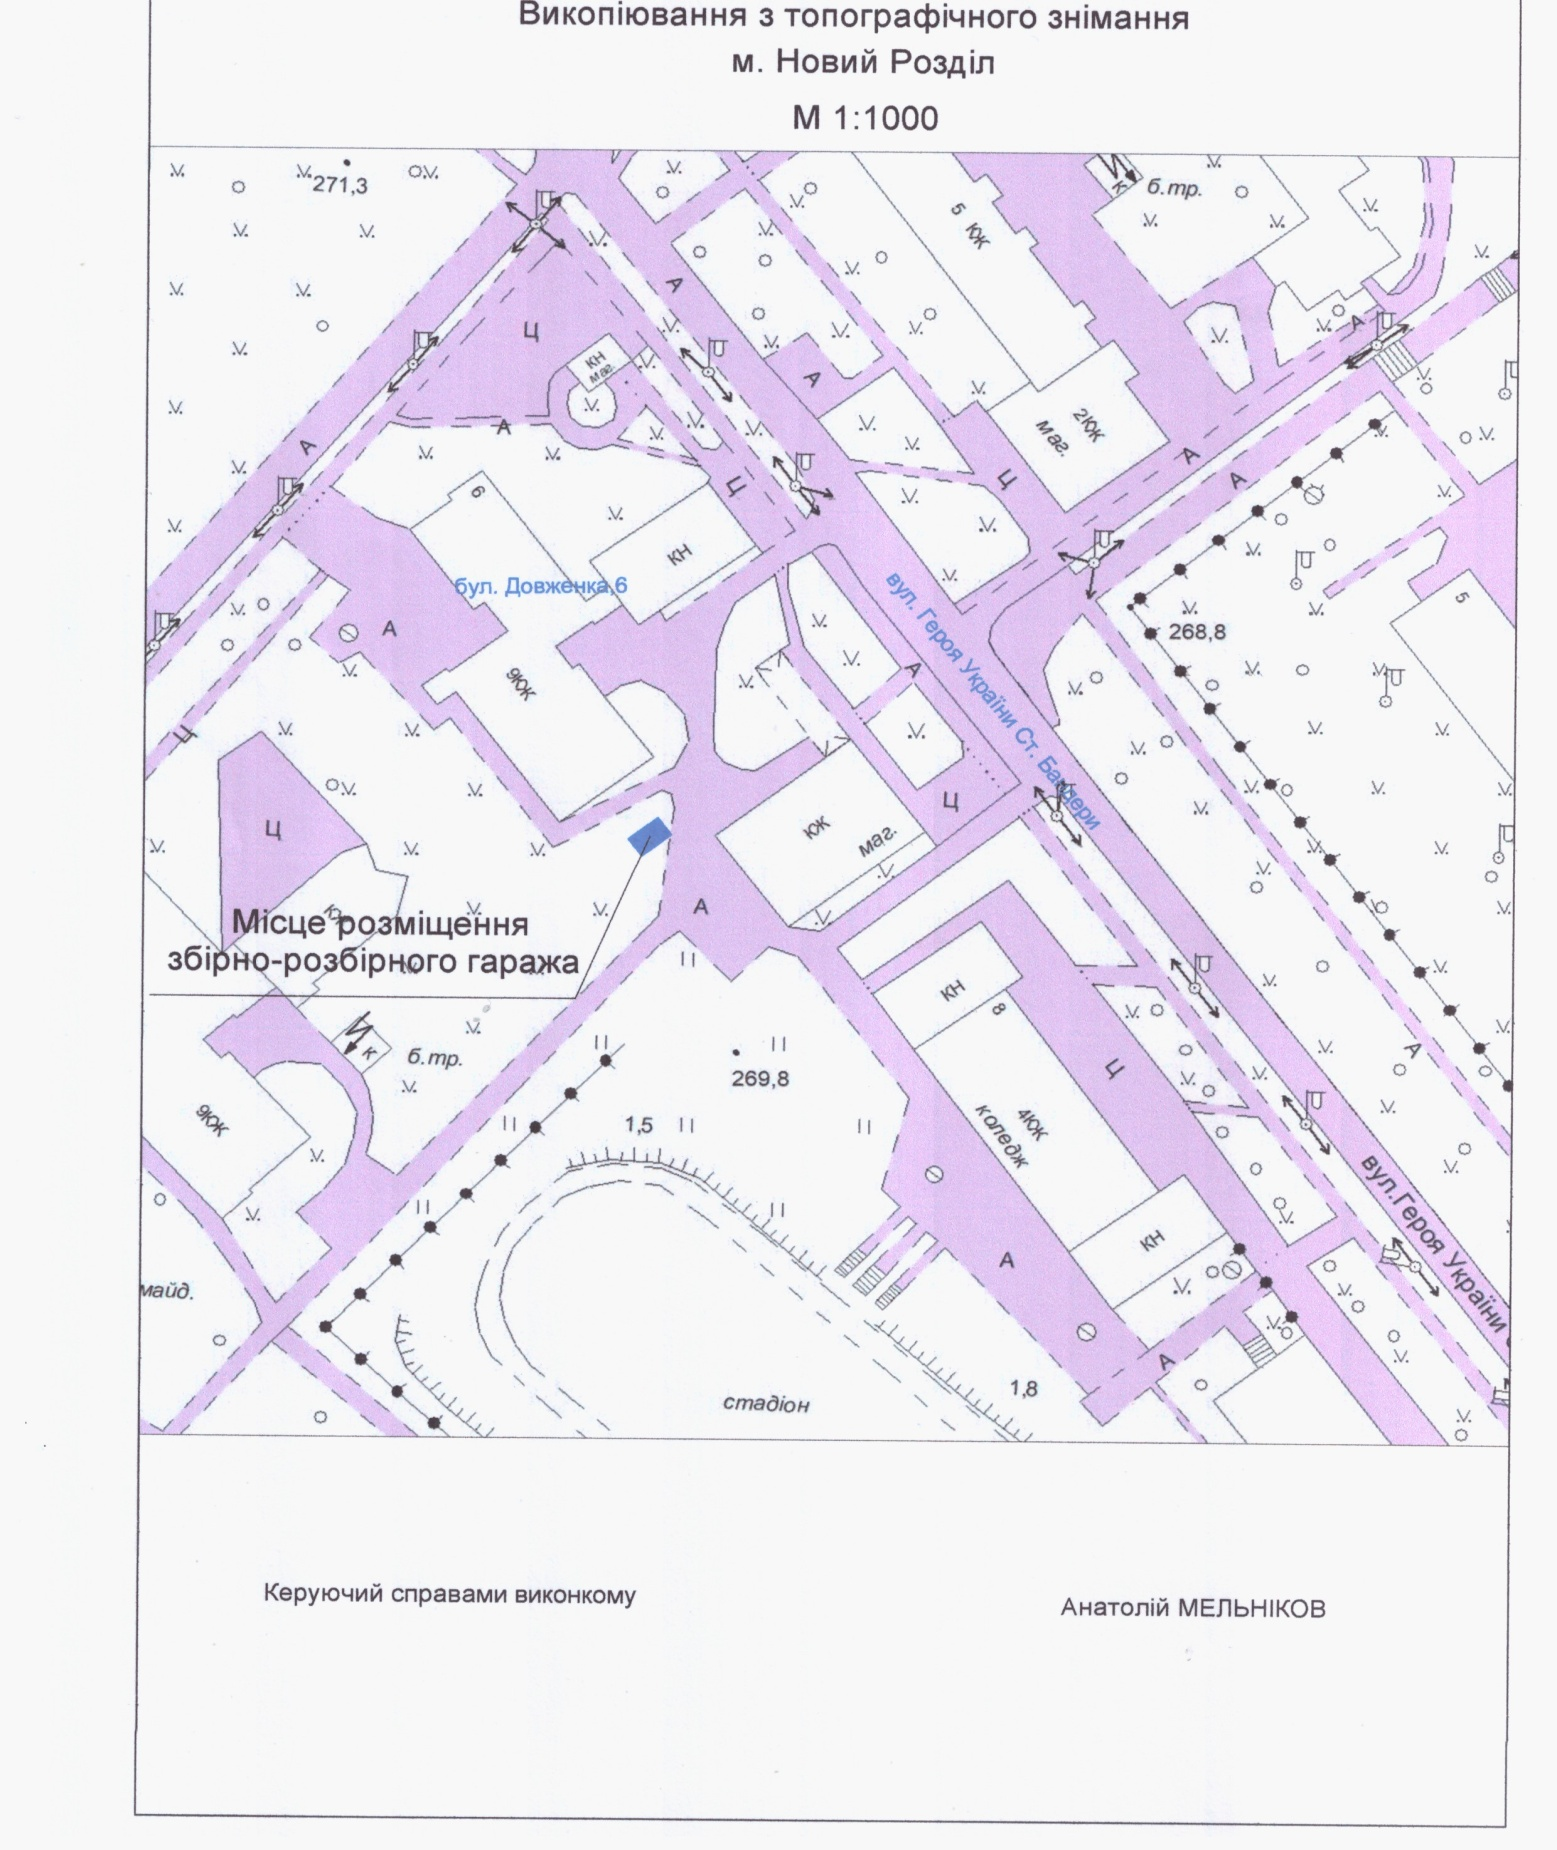 Викопіювання з топографічного знімання
м. Новий Розділ
М 1:1000
271,3
к
б.тр.
5 КЖ
А
Ц
КН
маг.
А
А
А
А
2КЖ
маг.
А
А
Ц
Ц
6
КН
бул. Довженка,6
вул. Героя України Ст. Бандери
5
268,8
А
9КЖ
А
Ц
Ц
КЖ
маг.
Ц
А
КЖ
Місце розміщення
збірно-розбірного гаража
КН
8
к
б.тр.
269,8
1,5
9КЖ
4КЖ
коледж
Ц
А
вул.Героя України
КН
А
майд.
А
1,8
стадіон
Керуючий справами виконкому
Анатолій МЕЛЬНІКОВ